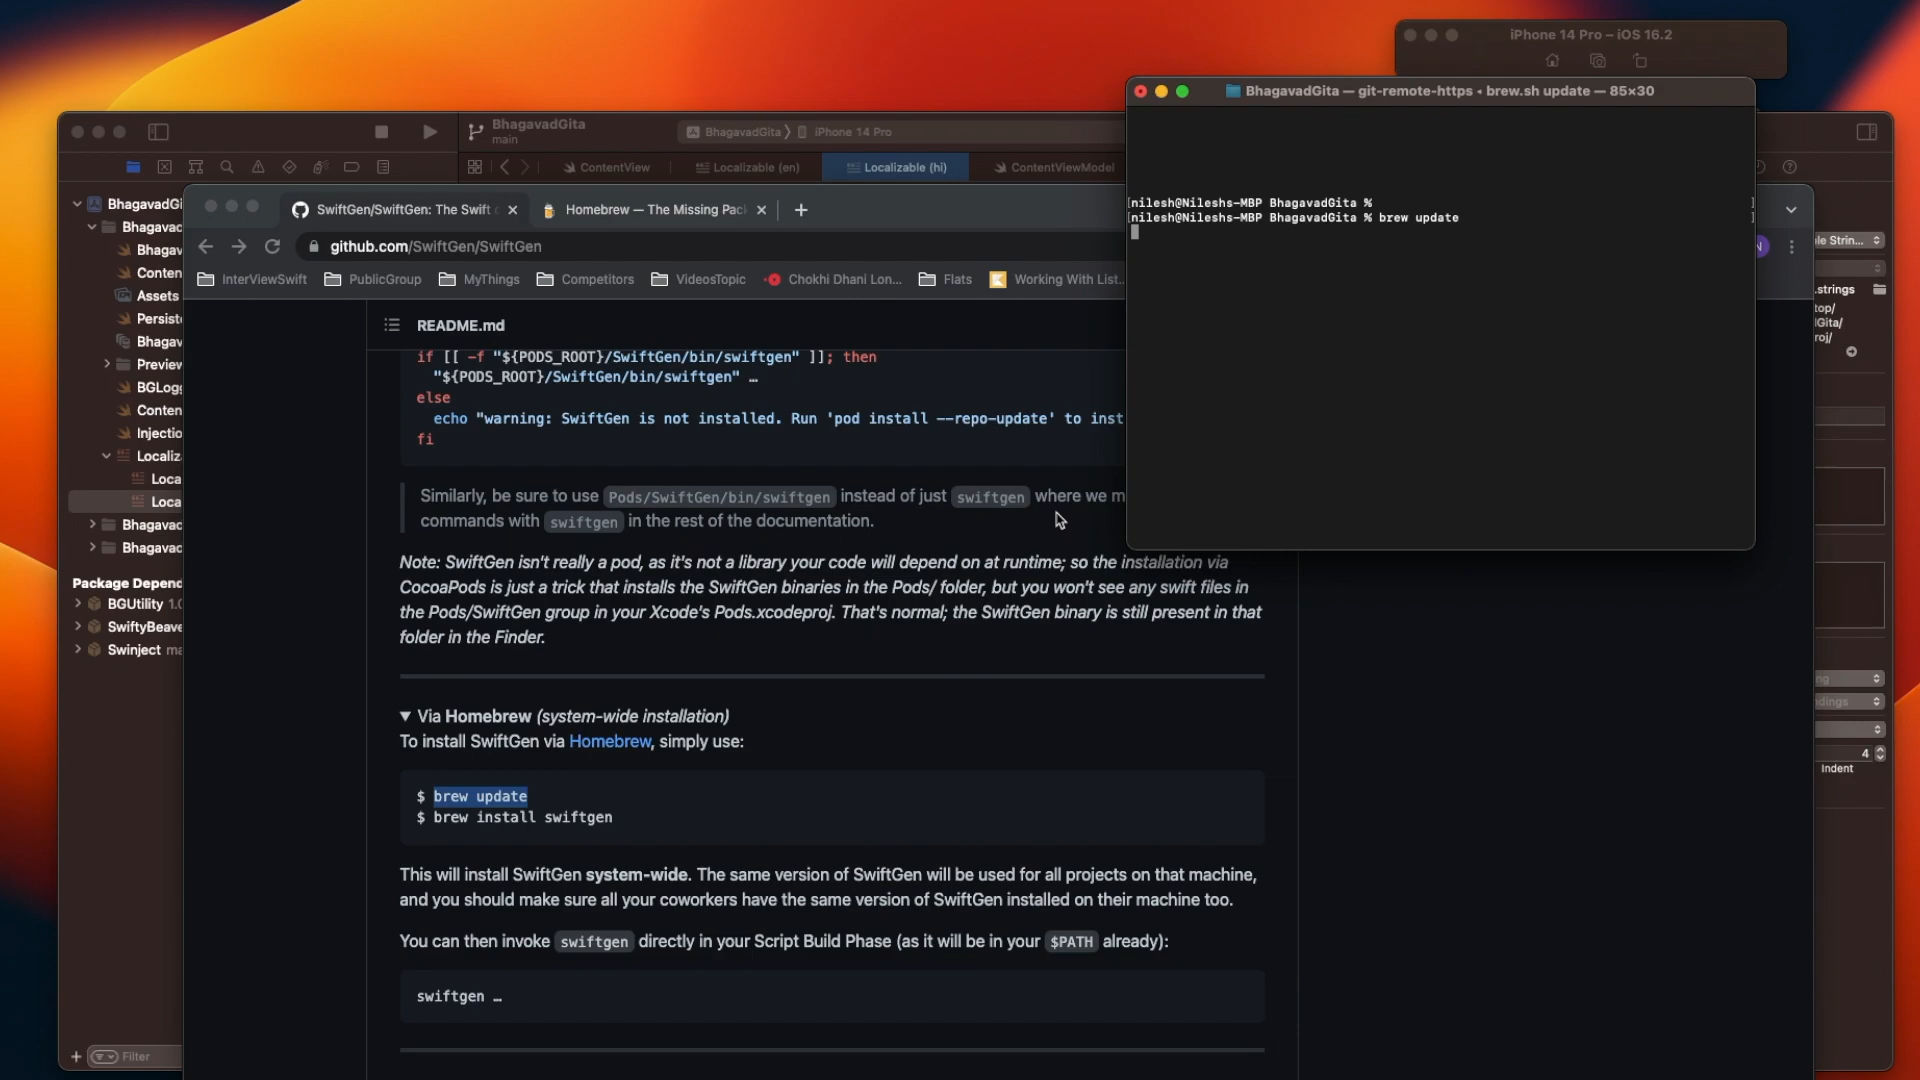 iPhone 14 Pro – iOS 16.2
BhagavadGita — git-remote-https ◂ brew.sh update — 85×30
[nilesh@Nileshs-MBP BhagavadGita % ]
[nilesh@Nileshs-MBP BhagavadGita % brew update ]
BhagavadGita
main
BhagavadGita 〉 iPhone 14 Pro
ContentView
Localizable (en)
Localizable (hi)
ContentViewModel
Assets
Package Depend
BGUtility 1.0
SwiftyBeave
Swinject ma
Filter
SwiftGen/SwiftGen: The Swift
Homebrew — The Missing Pac
github.com/SwiftGen/SwiftGen
InterViewSwift
PublicGroup
MyThings
Competitors
VideosTopic
Chokhi Dhani Lon...
Flats
Working With List...
README.md
if [[ -f "${PODS_ROOT}/SwiftGen/bin/swiftgen" ]]; then
"${PODS_ROOT}/SwiftGen/bin/swiftgen" …
else
echo "warning: SwiftGen is not installed. Run 'pod install --repo-update' to inst
fi
Similarly, be sure to use Pods/SwiftGen/bin/swiftgen instead of just swiftgen where we m
commands with swiftgen in the rest of the documentation.
Note: SwiftGen isn't really a pod, as it's not a library your code will depend on at runtime; so the installation via
CocoaPods is just a trick that installs the SwiftGen binaries in the Pods/ folder, but you won't see any swift files in
the Pods/SwiftGen group in your Xcode's Pods.xcodeproj. That's normal; the SwiftGen binary is still present in that
folder in the Finder.
Via Homebrew (system-wide installation)
To install SwiftGen via Homebrew, simply use:
$ brew update
$ brew install swiftgen
This will install SwiftGen system-wide. The same version of SwiftGen will be used for all projects on that machine,
and you should make sure all your coworkers have the same version of SwiftGen installed on their machine too.
You can then invoke swiftgen directly in your Script Build Phase (as it will be in your $PATH already):
swiftgen …
le Strin...
.strings
top/
Gita/
roj/
4
Indent